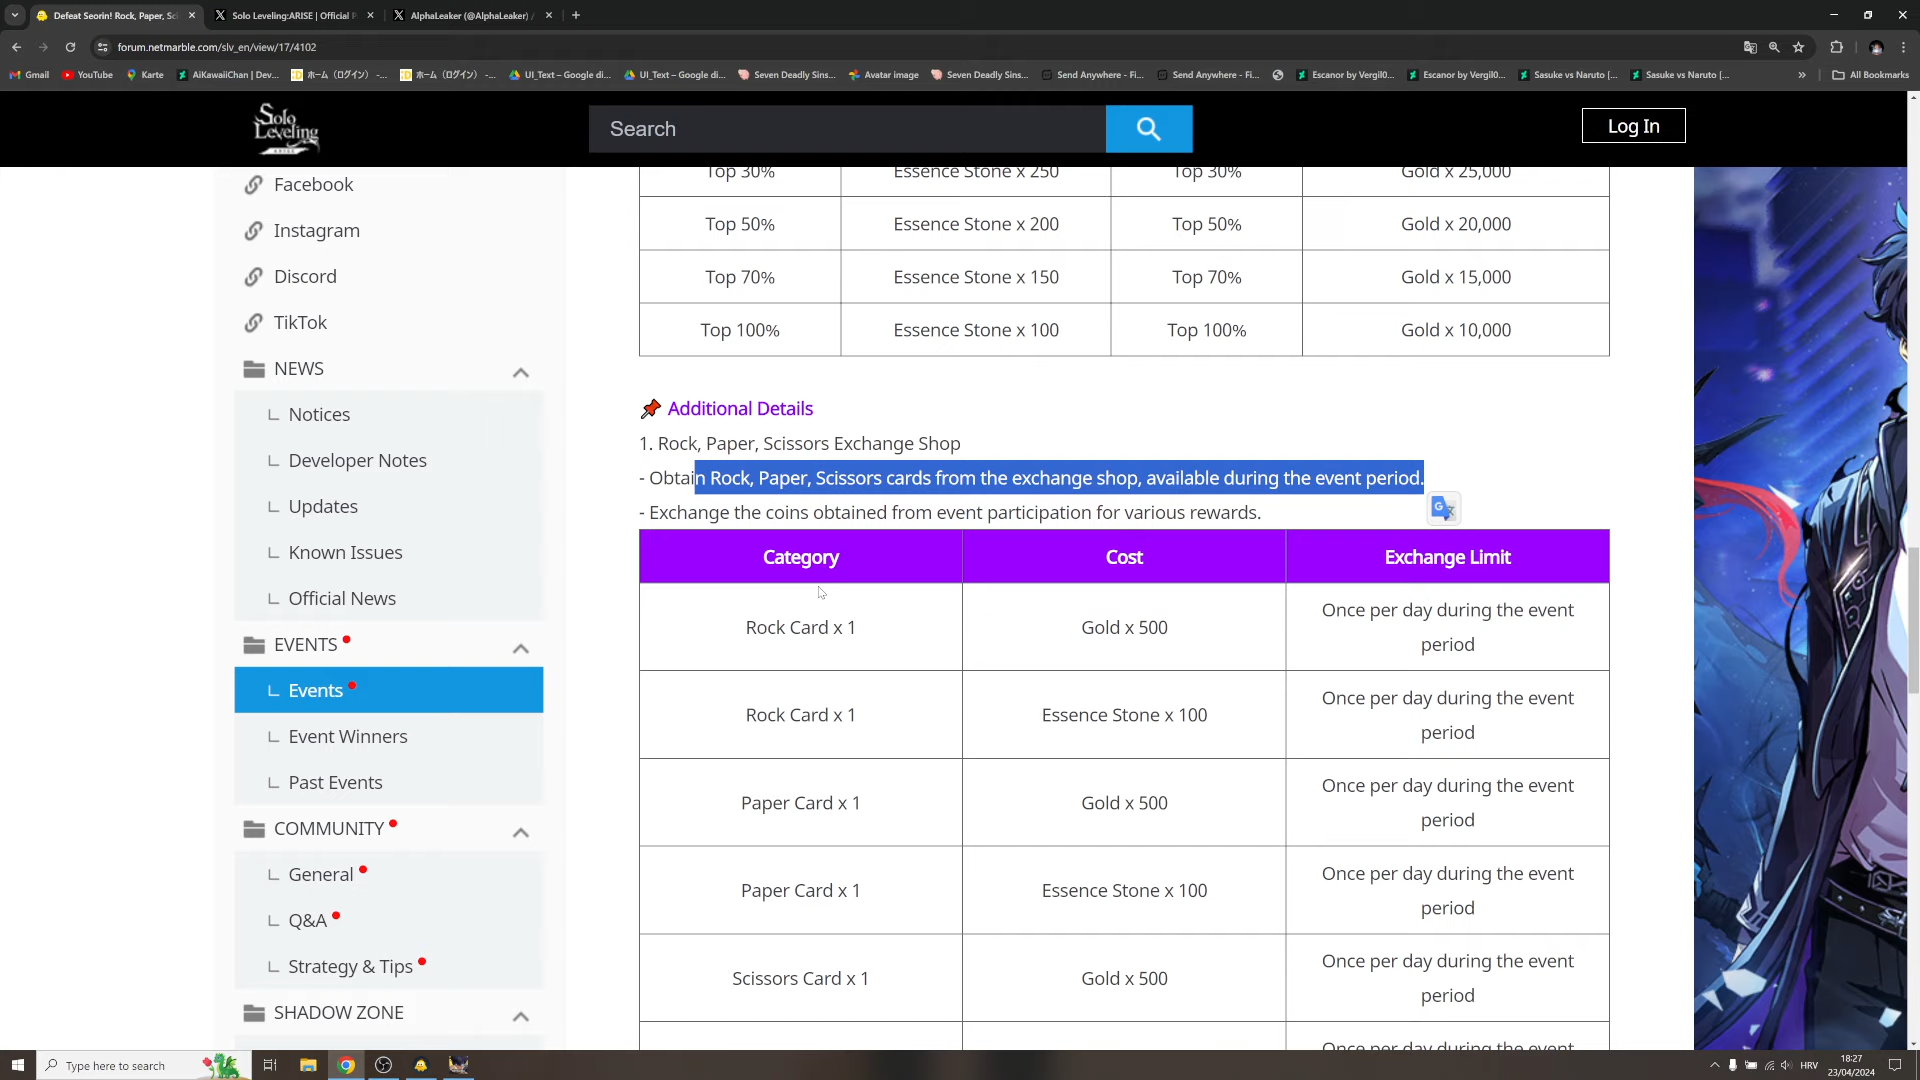 Defeat Seorin! Rock, Paper, Sc
Solo Leveling:ARISE | Official P
AlphaLeaker (@AlphaLeaker) /
forum.netmarble.com/slv_en/view/17/4102
Gmail
YouTube
Karte
AiKawaiiChan | Dev...
ホーム（ログイン） -...
ホーム（ログイン） -...
UI_Text – Google di...
UI_Text – Google di...
Seven Deadly Sins...
Avatar image
Seven Deadly Sins...
Send Anywhere - Fi...
Send Anywhere - Fi...
Escanor by Vergil0...
Escanor by Vergil0...
Sasuke vs Naruto [...
Sasuke vs Naruto [...
All Bookmarks
Solo Leveling
Search
Log In
Facebook
Instagram
Discord
TikTok
NEWS
Notices
Developer Notes
Updates
Known Issues
Official News
EVENTS
Events
Event Winners
Past Events
COMMUNITY
General
Q&A
Strategy & Tips
SHADOW ZONE
Top 30% Essence Stone x 250 Top 30% Gold x 25,000
Top 50% Essence Stone x 200 Top 50% Gold x 20,000
Top 70% Essence Stone x 150 Top 70% Gold x 15,000
Top 100% Essence Stone x 100 Top 100% Gold x 10,000
Additional Details
1. Rock, Paper, Scissors Exchange Shop
- Obtain Rock, Paper, Scissors cards from the exchange shop, available during the event period.
- Exchange the coins obtained from event participation for various rewards.
Category Cost Exchange Limit
Rock Card x 1 Gold x 500 Once per day during the event
period
Rock Card x 1 Essence Stone x 100 Once per day during the event
period
Paper Card x 1 Gold x 500 Once per day during the event
period
Paper Card x 1 Essence Stone x 100 Once per day during the event
period
Scissors Card x 1 Gold x 500 Once per day during the event
period
Once per day during the event
Type here to search
HRV
18:27
23/04/2024